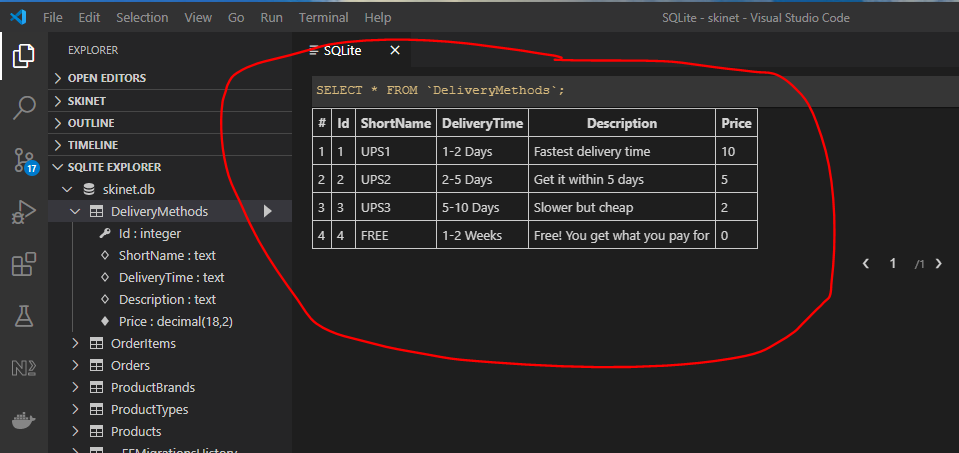 File Edit Selection View Go Run Terminal Help SQLite - skinet - Visual Studio Code
EXPLORER
OPEN EDITORS
SKINET
OUTLINE
TIMELINE
SQLITE EXPLORER
skinet.db
DeliveryMethods
Id : integer
ShortName : text
DeliveryTime : text
Description : text
Price : decimal(18,2)
OrderItems
Orders
ProductBrands
ProductTypes
Products
17
SQLite
SELECT * FROM `DeliveryMethods`;
# Id ShortName DeliveryTime Description Price
1 1 UPS1 1-2 Days Fastest delivery time 10
2 2 UPS2 2-5 Days Get it within 5 days 5
3 3 UPS3 5-10 Days Slower but cheap 2
4 4 FREE 1-2 Weeks Free! You get what you pay for 0
1 /1